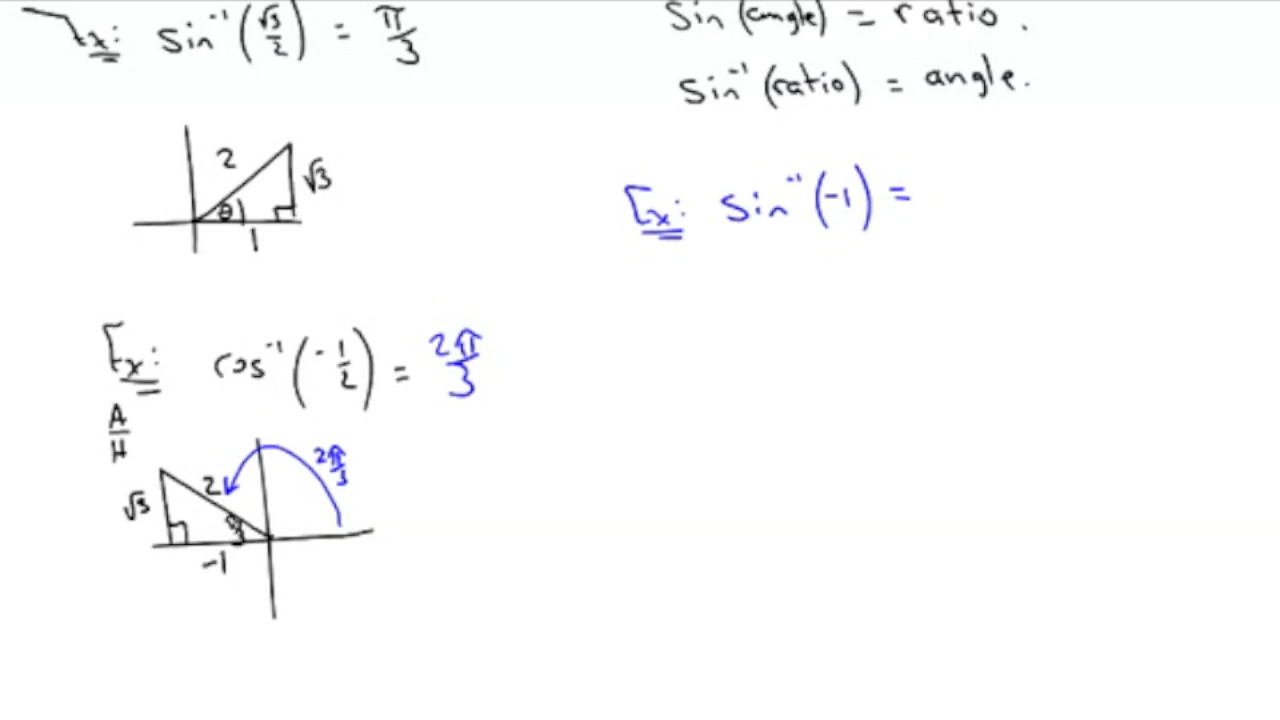 Ex: sin⁻¹(√3/2) = π/3
2
√3
θ
1
Ex: cos⁻¹(-1/2) = 2π/3
A/H
2π/3
2
√3
-1
sin(angle) = ratio.
sin⁻¹(ratio) = angle.
Ex: sin⁻¹(-1) =